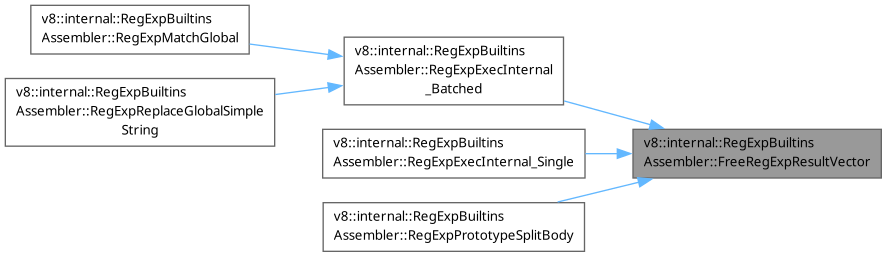 v8::internal::RegExpBuiltins
Assembler::RegExpMatchGlobal
v8::internal::RegExpBuiltins
Assembler::RegExpReplaceGlobalSimple
String
v8::internal::RegExpBuiltins
Assembler::RegExpExecInternal
_Batched
v8::internal::RegExpBuiltins
Assembler::RegExpExecInternal_Single
v8::internal::RegExpBuiltins
Assembler::RegExpPrototypeSplitBody
v8::internal::RegExpBuiltins
Assembler::FreeRegExpResultVector